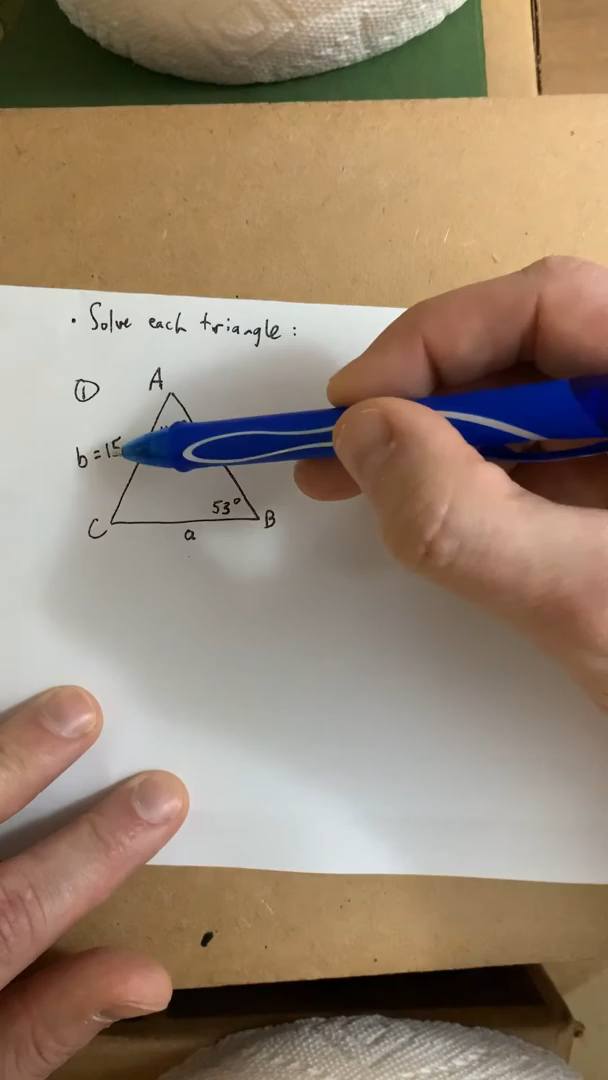 • Solve each triangle :
① A
b = 15
53°
C B
a